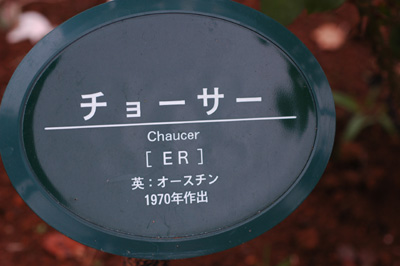 チョーサー
Chaucer
[ ER ]
英：オースチン
1970年作出